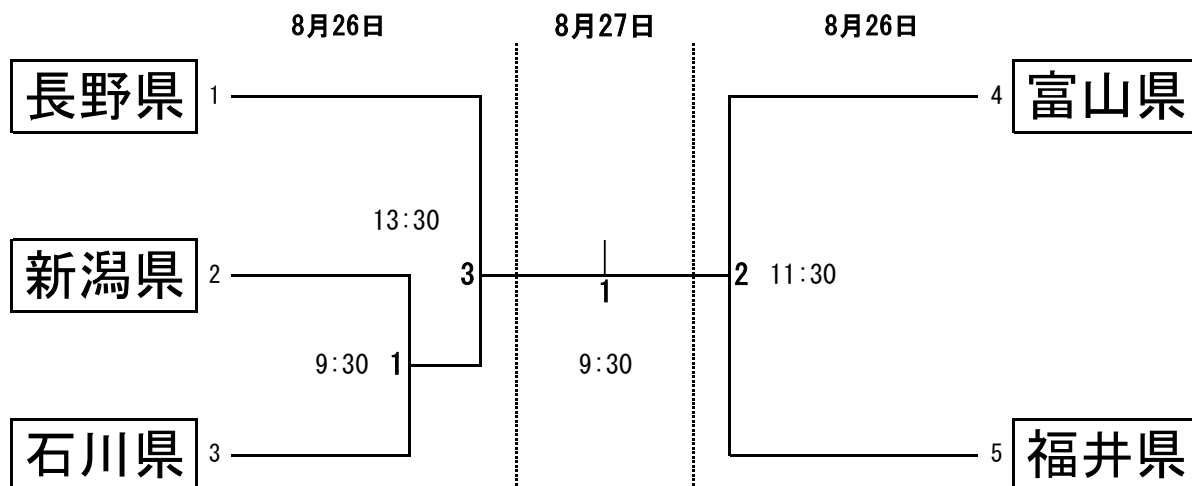 8月26日 8月27日 8月26日
長野県 1 4 富山県
13:30
新潟県 2 3 1 2 11:30
9:30 1 9:30
石川県 3 5 福井県